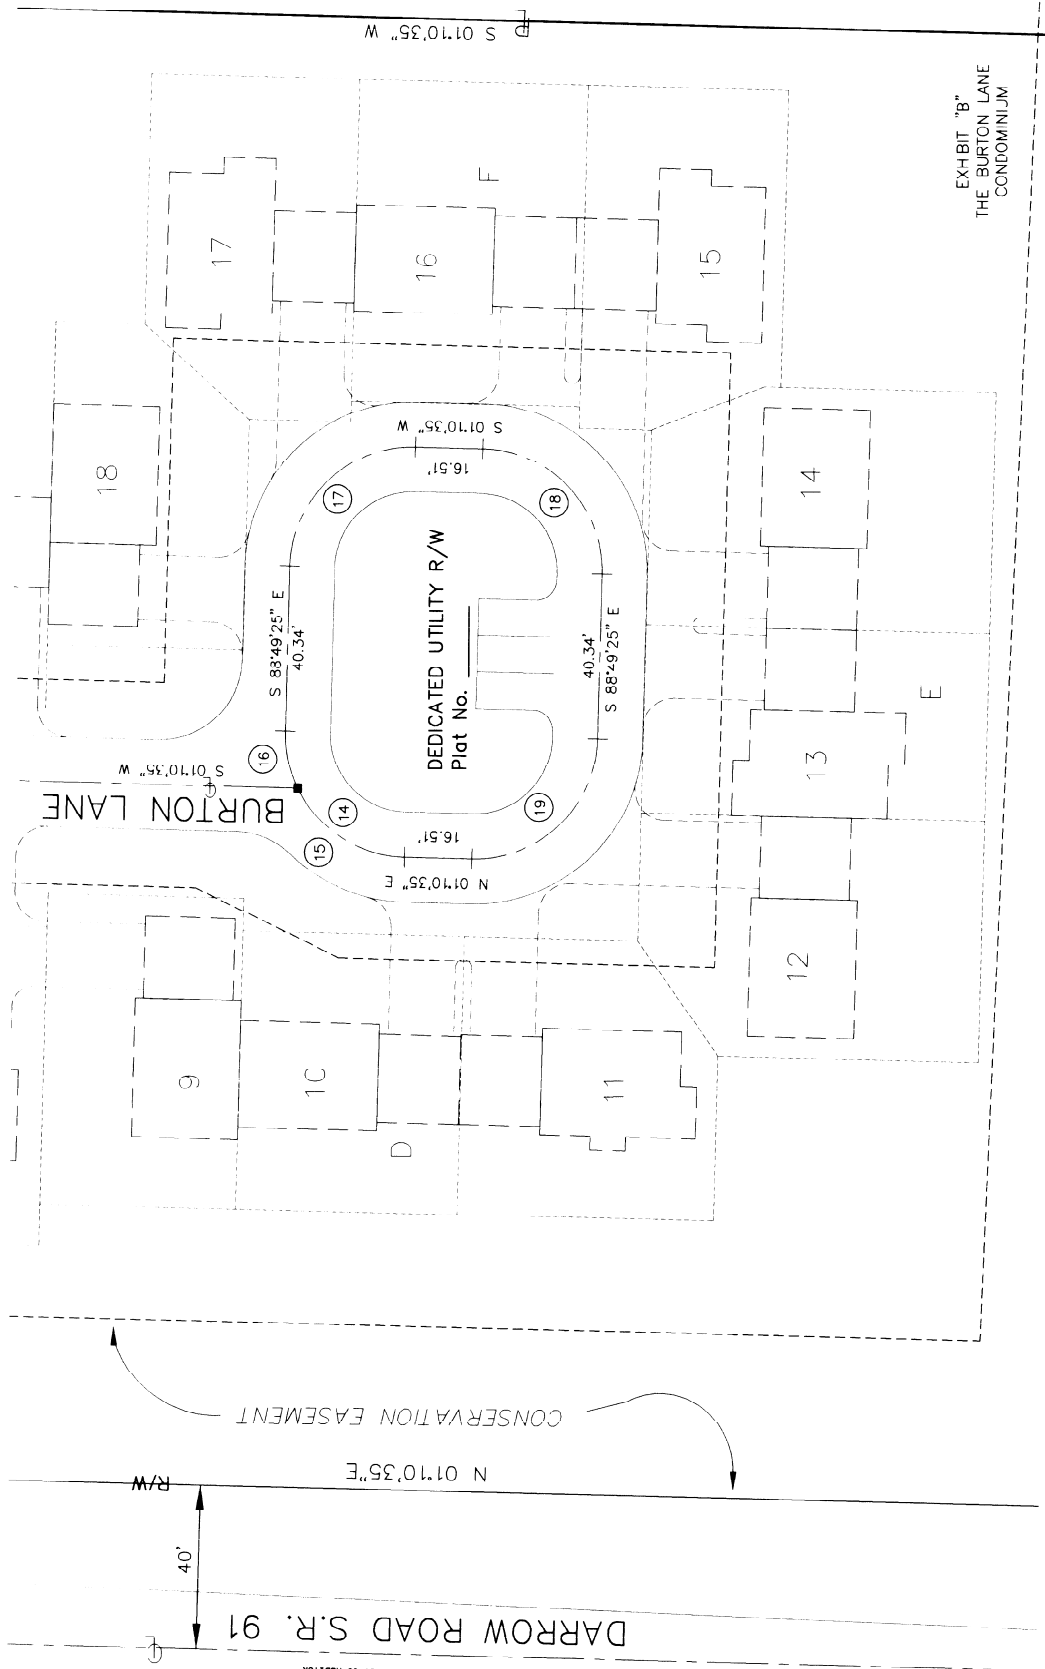 S 01°10'35" W
EXHIBIT "B"
THE BURTON LANE
CONDOMINIUM
17
F
16
15
18
S 01°10'35" W
16.51'
17
18
14
DEDICATED UTILITY R/W
Plat No.
S 88°49'25" E
40.34'
40.34'
S 88°49'25" E
E
16
S 01°10'35" W
BURTON LANE
14
15
19
13
16.51'
N 01°10'35" E
12
9
10
11
D
CONSERVATION EASEMENT
N 01°10'35"E
R/W
40'
DARROW ROAD S.R. 91